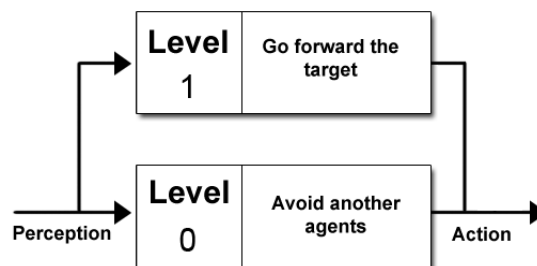 Level
1
Go forward the
target
Level
0
Avoid another
agents
Perception
Action